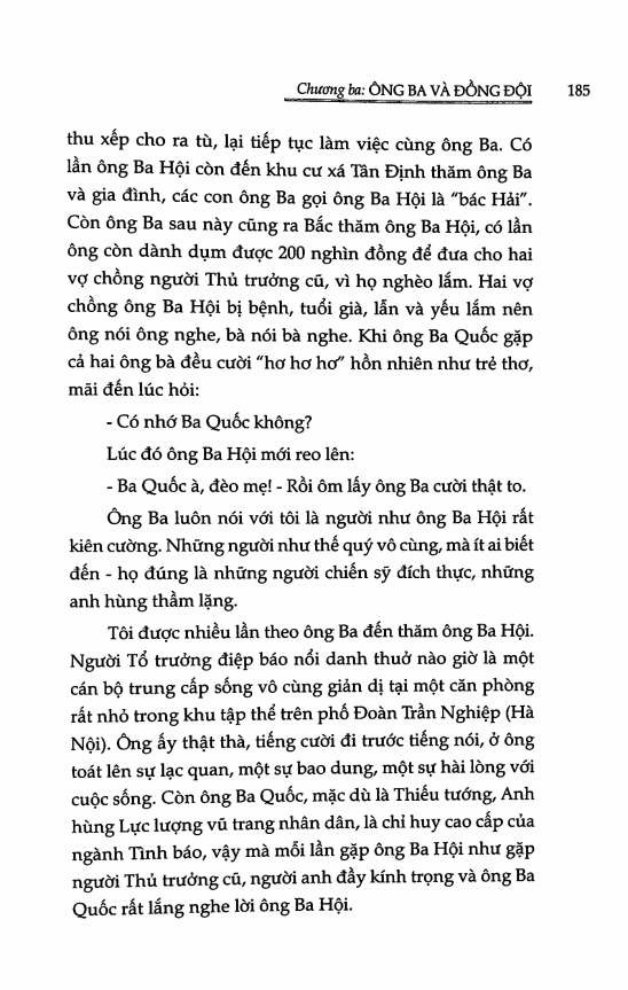 Chương ba: ÔNG BA VÀ ĐỒNG ĐỘI 185
thu xếp cho ra tù, lại tiếp tục làm việc cùng ông Ba. Có
lần ông Ba Hội còn đến khu cư xá Tân Định thăm ông Ba
và gia đình, các con ông Ba gọi ông Ba Hội là "bác Hải".
Còn ông Ba sau này cũng ra Bắc thăm ông Ba Hội, có lần
ông còn dành dụm được 200 nghìn đồng để đưa cho hai
vợ chồng người Thủ trưởng cũ, vì họ nghèo lắm. Hai vợ
chồng ông Ba Hội bị bệnh, tuổi già, lẫn và yếu lắm nên
ông nói ông nghe, bà nói bà nghe. Khi ông Ba Quốc gặp
cả hai ông bà đều cười "hơ hơ hơ" hồn nhiên như trẻ thơ,
mãi đến lúc hỏi:
- Có nhớ Ba Quốc không?
Lúc đó ông Ba Hội mới reo lên:
- Ba Quốc à, đèo mẹ! - Rồi ôm lấy ông Ba cười thật to.
Ông Ba luôn nói với tôi là người như ông Ba Hội rất
kiên cường. Những người như thế quý vô cùng, mà ít ai biết
đến - họ đúng là những người chiến sỹ đích thực, những
anh hùng thầm lặng.
Tôi được nhiều lần theo ông Ba đến thăm ông Ba Hội.
Người Tổ trưởng điệp báo nổi danh thuở nào giờ là một
cán bộ trung cấp sống vô cùng giản dị tại một căn phòng
rất nhỏ trong khu tập thể trên phố Đoàn Trần Nghiệp (Hà
Nội). Ông ấy thật thà, tiếng cười đi trước tiếng nói, ở ông
toát lên sự lạc quan, một sự bao dung, một sự hài lòng với
cuộc sống. Còn ông Ba Quốc, mặc dù là Thiếu tướng, Anh
hùng Lực lượng vũ trang nhân dân, là chỉ huy cao cấp của
ngành Tình báo, vậy mà mỗi lần gặp ông Ba Hội như gặp
người Thủ trưởng cũ, người anh đầy kính trọng và ông Ba
Quốc rất lắng nghe lời ông Ba Hội.